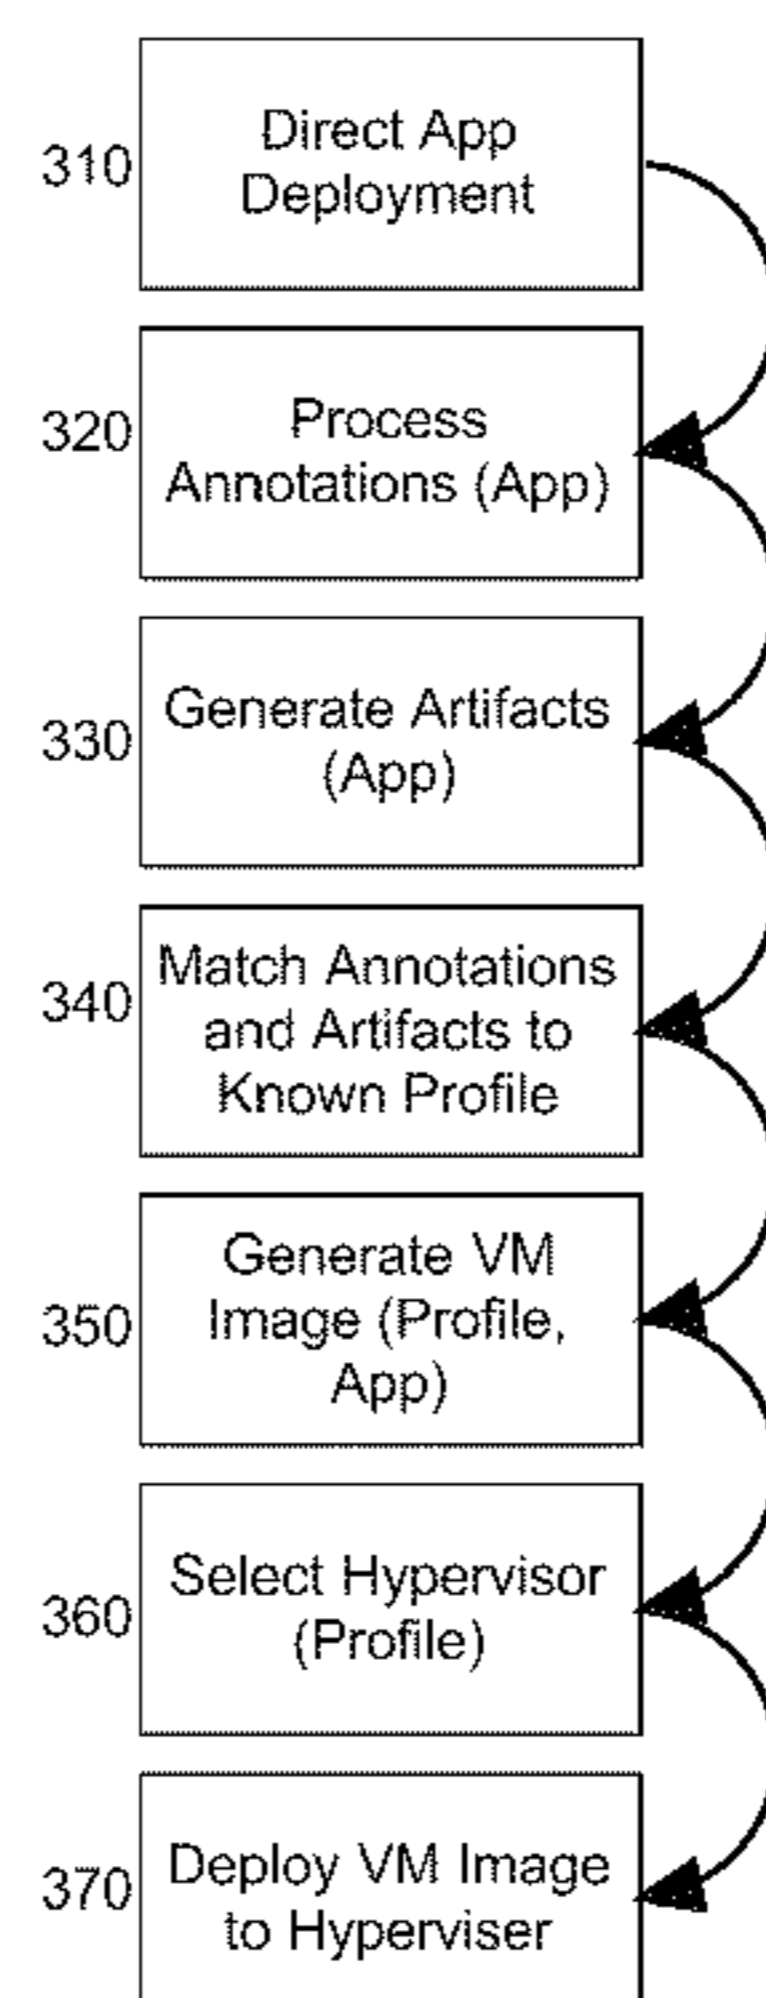 310
Direct App
Deployment
320
Process
Annotations (App)
330
Generate Artifacts
(App)
340
Match Annotations
and Artifacts to
Known Profile
350
Generate VM
Image (Profile,
App)
360
Select Hypervisor
(Profile)
370
Deploy VM Image
to Hyperviser